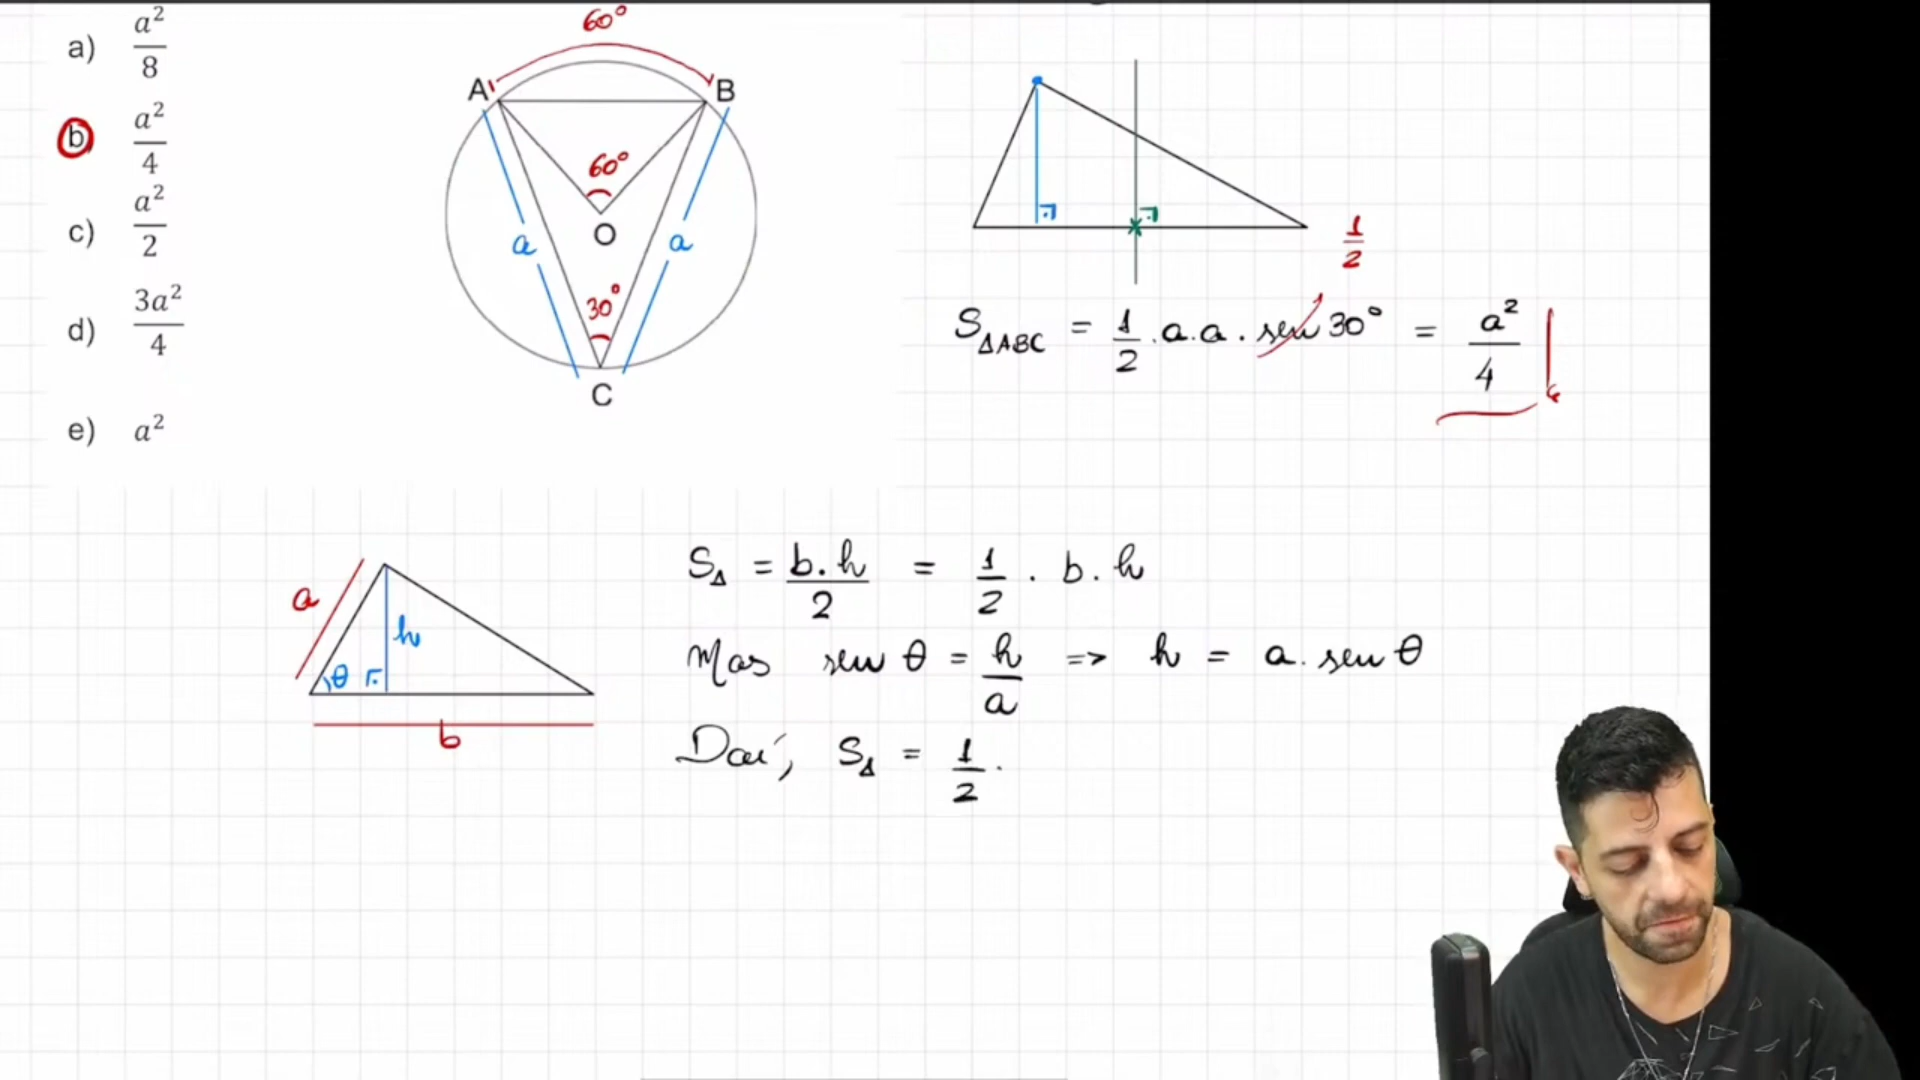 a) a²/8
b) a²/4
c) a²/2
d) 3a²/4
e) a²
60°
A
B
60°
O
a
a
30°
C
1/2
S△ABC = 1/2 . a . a . sen 30° = a²/4
a
h
θ
b
S△ = b . h / 2 = 1/2 . b . h
Mas sen θ = h/a => h = a . sen θ
Daí, S△ = 1/2 .